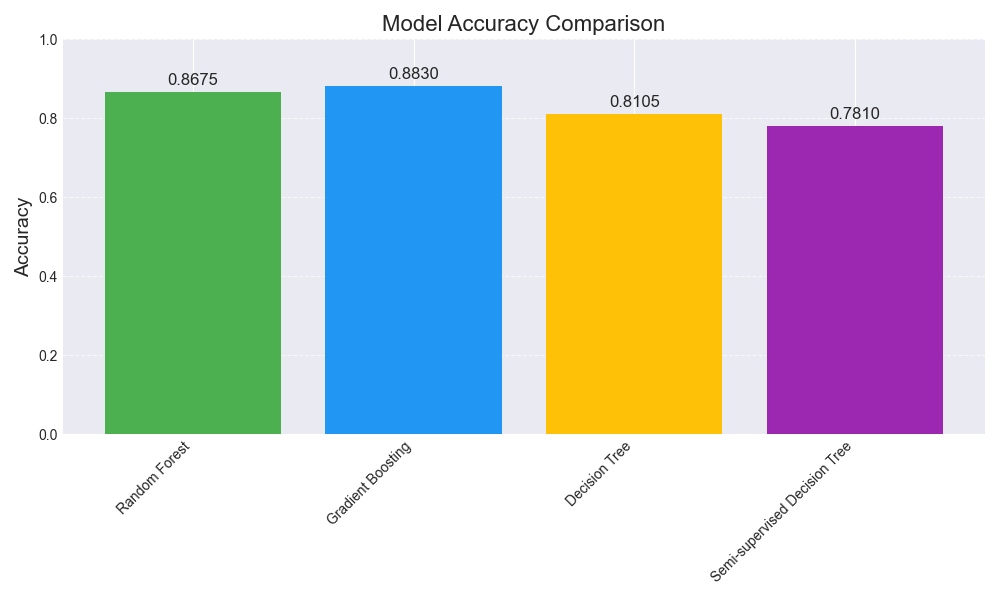 Model Accuracy Comparison
Accuracy
1.0
0.8
0.6
0.4
0.2
0.0
0.8675
0.8830
0.8105
0.7810
Random Forest
Gradient Boosting
Decision Tree
Semi-supervised Decision Tree